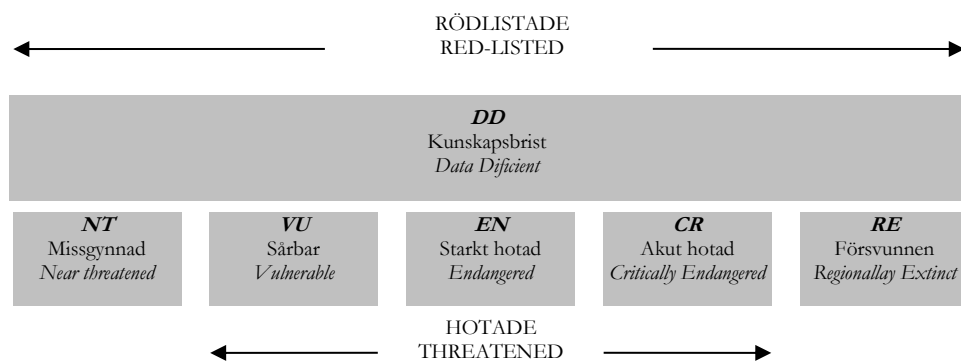 RÖDLISTADE
RED-LISTED
DD
Kunskapsbrist
Data Dificient
NT
Missgynnad
Near threatened
VU
Sårbar
Vulnerable
EN
Starkt hotad
Endangered
CR
Akut hotad
Critically Endangered
RE
Försvunnen
Regionallay Extinct
HOTADE
THREATENED